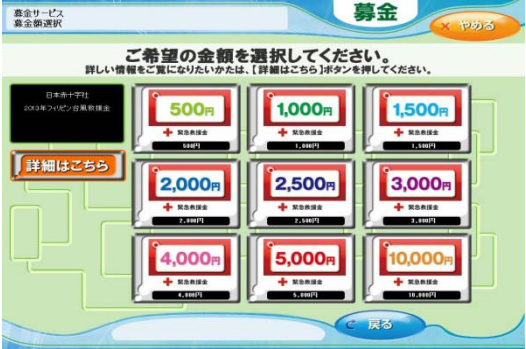 募金サービス
募金額選択
募金
× やめる
ご希望の金額を選択してください。
詳しい情報をご覧になりたいかたは、【詳細はこちら】ボタンを押してください。
日本赤十字社
2013年フィリピン台風救援金
詳細はこちら
500円
緊急救援金
500円
1,000円
緊急救援金
1,000円
1,500円
緊急救援金
1,500円
2,000円
緊急救援金
2,000円
2,500円
緊急救援金
2,500円
3,000円
緊急救援金
3,000円
4,000円
緊急救援金
4,000円
5,000円
緊急救援金
5,000円
10,000円
緊急救援金
10,000円
戻る